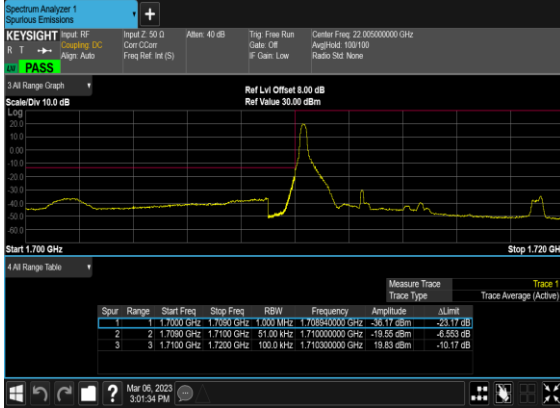 Spectrum Analyzer 1
Spurious Emissions
+
KEYSIGHT Input: RF Input Z: 50 Ω Atten: 40 dB Trig: Free Run Center Freq: 22.005000000 GHz
R T Coupling: DC Corr CCorr Gate: Off Avg|Hold: 100/100
Align: Auto Freq Ref: Int (S) IF Gain: Low Radio Std: None
PASS
3 All Range Graph
Ref Lvl Offset 8.00 dB
Scale/Div 10.0 dB Ref Value 30.00 dBm
Log
20.0
10.0
0.00
-10.0
-20.0
-30.0
-40.0
-50.0
-60.0
Start 1.700 GHz Stop 1.720 GH
4 All Range Table
Measure Trace Trace 1
Trace Type Trace Average (Active)
Spur Range Start Freq Stop Freq RBW Frequency Amplitude ΔLimit
1 1 1.7000 GHz 1.7090 GHz 1.000 MHz 1.708940000 GHz -36.17 dBm -23.17 dB
2 2 1.7090 GHz 1.7100 GHz 51.00 kHz 1.710000000 GHz -19.55 dBm -6.553 dB
3 3 1.7100 GHz 1.7200 GHz 100.0 kHz 1.710300000 GHz 19.83 dBm -10.17 dB
? Mar 06, 2023
3:01:34 PM